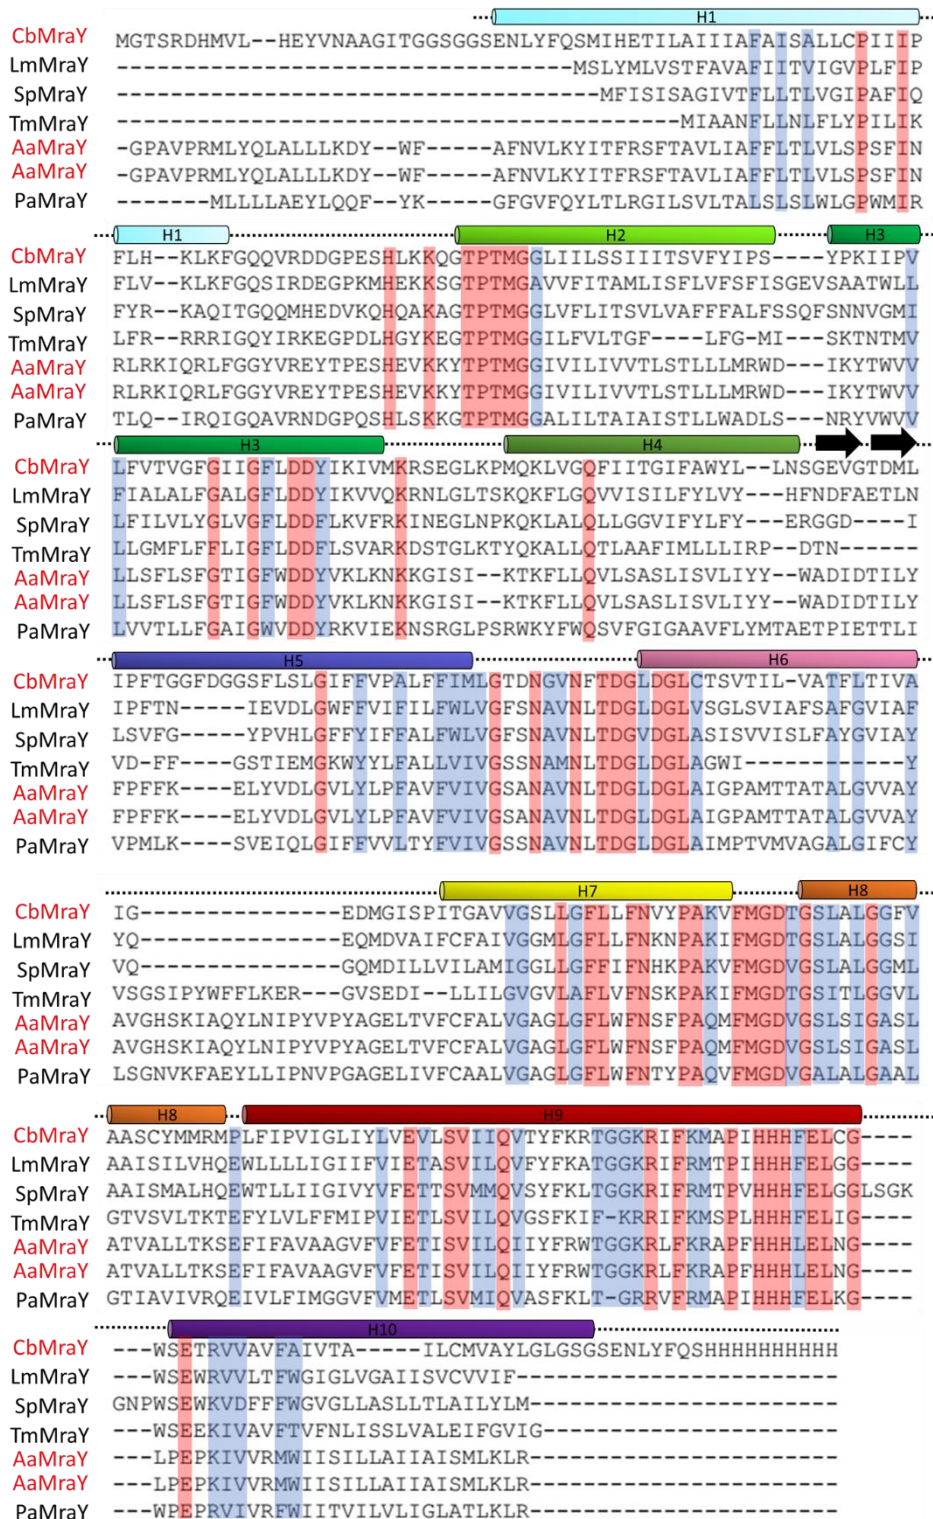 H1
CbMraY MGTSRDHMVL--HEYVNAAGITGGSGGSENLYFQSMIHETILAIIIAFAISALLCPIIIP
LmMraY ----------------------------------MSLYMLVSTFAVAFIITVIGVPLFIP
SpMraY ------------------------------------MFISISAGIVTFLLTLVGIPAFIQ
TmMraY ------------------------------------------MIAANFLLNLFLYPILIK
AaMraY -GPAVPRMLYQLALLLKDY--WF-----AFNVLKYITFRSFTAVLIAFFLTLVLSPSFIN
AaMraY -GPAVPRMLYQLALLLKDY--WF-----AFNVLKYITFRSFTAVLIAFFLTLVLSPSFIN
PaMraY -------MLLLLAEYLQQF--YK-----GFGVFQYLTLRGILSVLTALSLSLWLGPWMIR
H1 H2 H3
CbMraY FLH--KLKFGQQVRDDGPESHLKKQGTPTMGGLIILSSIIITSVFYIPS----YPKIIPV
LmMraY FLV--KLKFGQSIRDEGPKMHEKKSGTPTMGAVVFITAMLISFLVFSFISGEVSAATWLL
SpMraY FYR--KAQITGQQMHEDVKQHQAKAGTPTMGGLVFLITSVLVAFFFALFSSQFSNNVGMI
TmMraY LFR--RRRIGQYIRKEGPDLHGYKEGTPTMGGILFVLTGF----LFG-MI---SKTNTMV
AaMraY RLRKIQRLFGGYVREYTPESHEVKKYTPTMGGIVILIVVTLSTLLLMRWD---IKYTWVV
AaMraY RLRKIQRLFGGYVREYTPESHEVKKYTPTMGGIVILIVVTLSTLLLMRWD---IKYTWVV
PaMraY TLQ--IRQIGQAVRNDGPQSHLSKKGTPTMGGALILTAIAISTLLWADLS---NRYVWVV
H3 H4
CbMraY LFVTVGFGIIGFLDDYIKIVMKRSEGLKPMQKLVGQFIITGIFAWYL--LNSGEVGTDML
LmMraY FIALALFGALGFLDDYIKVVQKRNLGLTSKQKFLGQVVISILFYLVY---HFNDFAETLN
SpMraY LFILVLYGLVGFLDDFLKVFRKINEGLNPKQKLALQLLGGVIFYLFY---ERGGD----I
TmMraY LLGMFLFFLIGFLDDFLSVARKDSTGLKTYQKALLQTLAAFIMLLLIRP--DTN------
AaMraY LLSFLSFGTIGFWDDYVKLKNKKGISI--KTKFLLQVLSASLISVLIYY--WADIDTILY
AaMraY LLSFLSFGTIGFWDDYVKLKNKKGISI--KTKFLLQVLSASLISVLIYY--WADIDTILY
PaMraY LVVTLLFGAIGWVDDYRKVIEKNSRGLPSRWKYFWQSVFGIGAAVFLYMTAETPIETTLI
H5 H6
CbMraY IPFTGGFDGGSFLSLGIFFVPALFFIMLGTDNGVNFTDGLDGLCTSVTIL-VATFLTIVA
LmMraY IPFTN-----IEVDLGWFFVIFILFWLVGFSNAVNLTDGLDGLVSGLSVIAFSAFGVIAF
SpMraY LSVFG-----YPVHLGFFYIFFALFWLVGFSNAVNLTDGVDGLASISVVISLFAYGVIAY
TmMraY VD-FF-----GSTIEMGKWYYLFALLVIVGSSNAMNLTDGLDGLAGWI-----------Y
AaMraY FPFFK----ELYVDLGVLYLPFAVFVIVGSANAVNLTDGLDGLAIGPAMTTATALGVVAY
AaMraY FPFFK----ELYVDLGVLYLPFAVFVIVGSANAVNLTDGLDGLAIGPAMTTATALGVVAY
PaMraY VPMLK----SVEIQLGIFFVVLTYFVIVGSSNAVNLTDGLDGLAIMPTVMVAGALGIFCY
H7 H8
CbMraY IG---------------EDMGISPITGAVVGSLLGFLLFNVYPAKVFMGDTGSLALGGFV
LmMraY YQ---------------EQMDVAIFCFAIVGGMLGFLLFNKNPAKIFMGDTGSLALGGSI
SpMraY VQ---------------GQMDILLVILAMIGGLLGFFIFNHKPAKVFMGDVGSLALGGML
TmMraY VSGSIPYWFFLKER---GVSEDI--LLILGVGVLAFLVFNSKPAKIFMGDTGSITLGGVL
AaMraY AVGHSKIAQYLNIPYVPYAGELTVFCFALVGAGLGFLWFNSFPAQMFMGDVGSLSIGASL
AaMraY AVGHSKIAQYLNIPYVPYAGELTVFCFALVGAGLGFLWFNSFPAQMFMGDVGSLSIGASL
PaMraY LSGNVKFAEYLLIPNVPGAGELIVFCAALVGAGLGFLWFNTYPAQVFMGDVGALALGAAL
H8 H9
CbMraY AASCYMMRMPLFIPVIGLIYLVEVLSVIIQVTYFKRTGGKRIFKMAPIHHHFELCG----
LmMraY AAISILVHQEWLLLLIGIIFVIETASVILQVFYFKATGGKRIFRMTPIHHHFELGG----
SpMraY AAISMALHQEWTLLIIGIVYVFETTSVMMQVSYFKLTGGKRIFRMTPVHHHFELGGLSGK
TmMraY GTVSVLTKTEFYLVLFFMIPVIETLSVILQVGSFKIF-KRRIFKMSPLHHHFELIG----
AaMraY ATVALLTKSEFIFAVAAGVFVFETISVILQIIYFRWTGGKRLFKRAPFHHHLELNG----
AaMraY ATVALLTKSEFIFAVAAGVFVFETISVILQIIYFRWTGGKRLFKRAPFHHHLELNG----
PaMraY GTIAVIVRQEIVLFIMGGVFVMETLSVMIQVASFKLT-GRRVFRMAPIHHHFELKG----
H10
CbMraY ---WSETRVVAVFAIVTA-----ILCMVAYLGLGSGSENLYFQSHHHHHHHHHH
LmMraY ---WSEWRVVLTFWGIGLVGAIISVCVVIF------------------------
SpMraY GNPWSEWKVDFFFWGVGLLASLLTLAILYLM-----------------------
TmMraY ---WSEEKIVAVFTVFNLISSLVALEIFGVIG----------------------
AaMraY ---LPEPKIVVRMWIISILLAIIAISMLKLR-----------------------
AaMraY ---LPEPKIVVRMWIISILLAIIAISMLKLR-----------------------
PaMraY ---WPEPRVIVRFWIITVILVLIGLATLKLR-----------------------